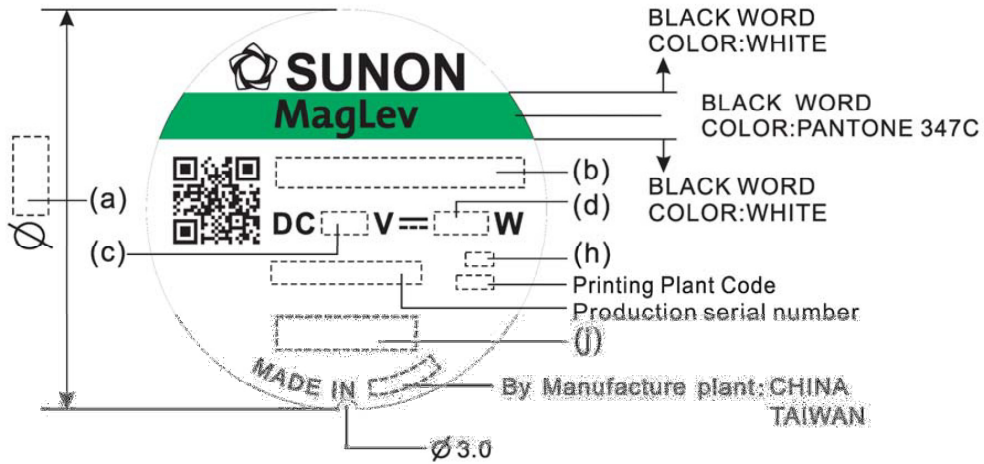 BLACK WORD
COLOR:WHITE
SUNON
MagLev
BLACK WORD
COLOR:PANTONE 347C
(b)
BLACK WORD
COLOR:WHITE
(a)
(d)
DC V W
Ø
(c)
(h)
Printing Plant Code
Production serial number
(j)
MADE IN
By Manufacture plant: CHINA
TAIWAN
Ø 3.0